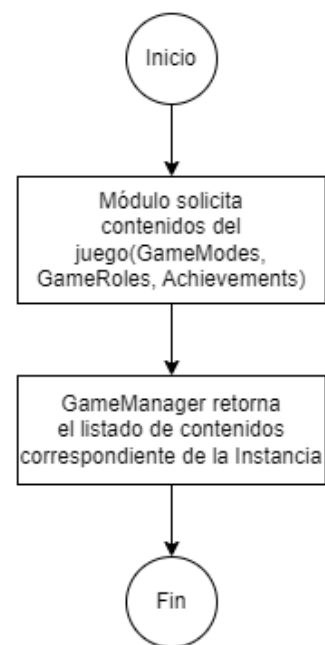 Inicio
Módulo solicita
contenidos del
juego(GameModes,
GameRoles, Achievements)
GameManager retorna
el listado de contenidos
correspondiente de la Instancia
Fin